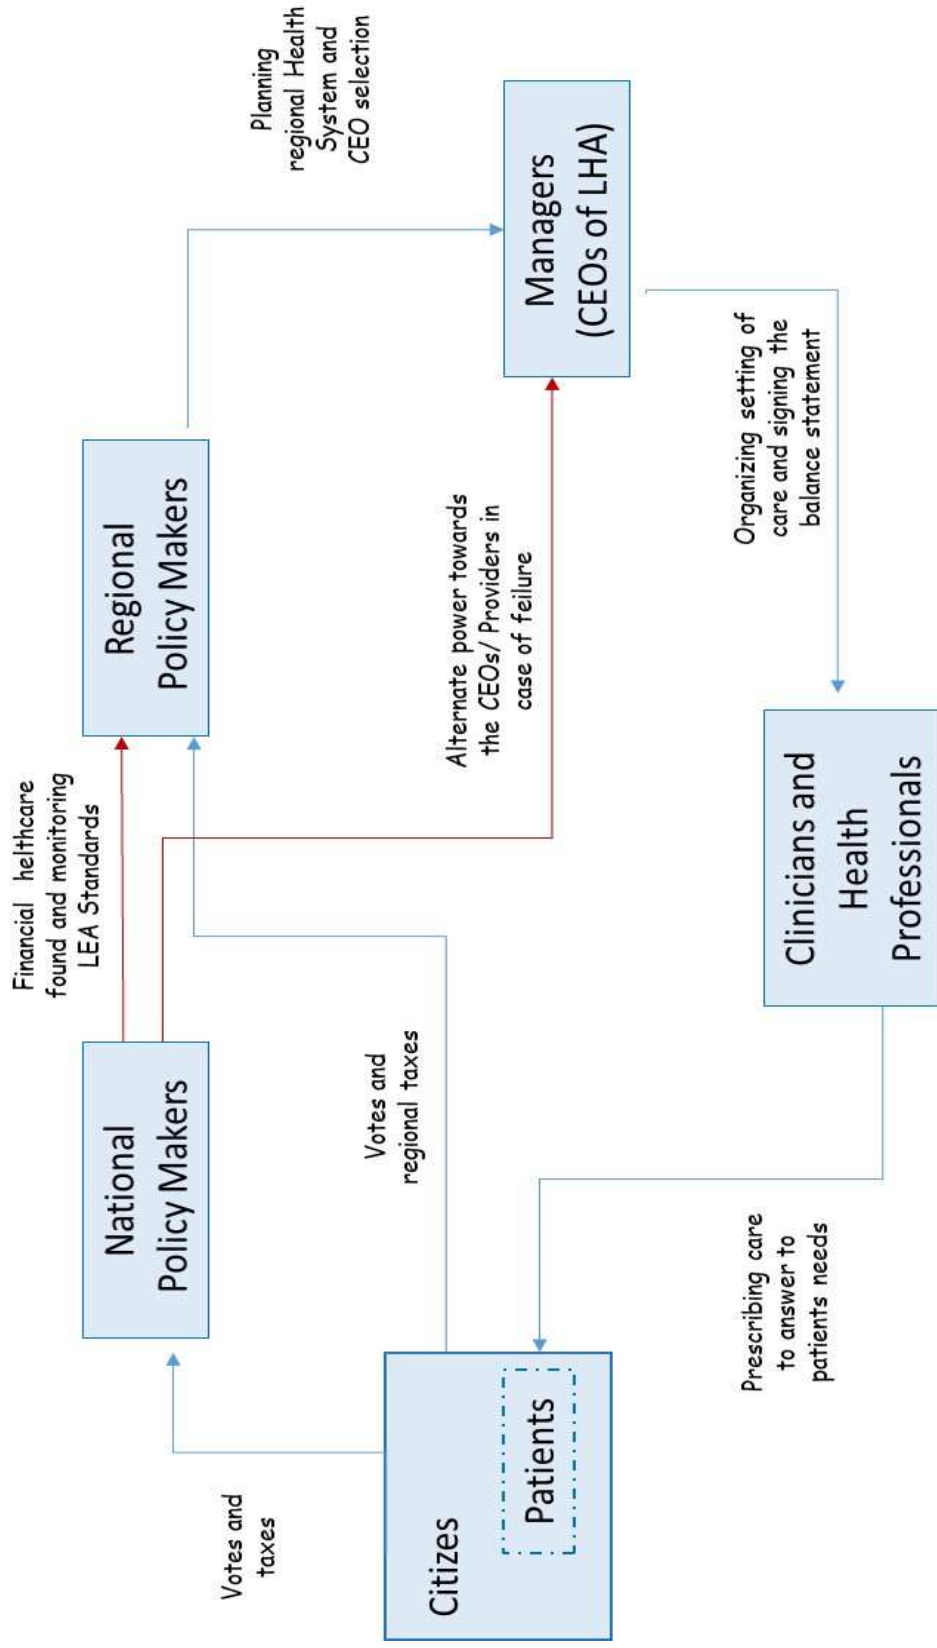 Financial helthcare
found and monitoring
LEA Standards
National
Policy Makers
Regional
Policy Makers
Planning
regional Health
System and
CEO selection
Votes and
taxes
Votes and
regional taxes
Alternate power towards
the CEOs/ Providers in
case of feilure
Citizes
Patients
Managers
(CEOs of LHA)
Prescribing care
to answer to
patients needs
Clinicians and
Health
Professionals
Organizing setting of
care and signing the
balance statement